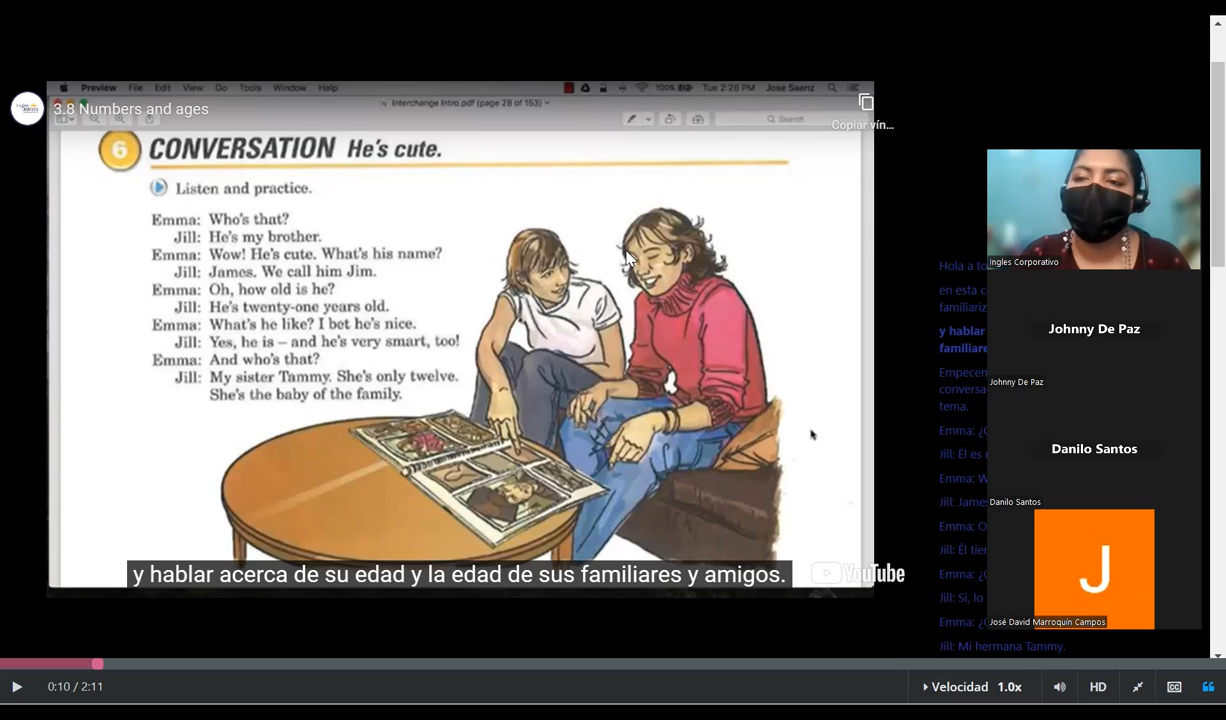 Preview File Edit View Go Tools Window Help 100% Tue 2:28 PM Jose Saenz
3.8 Numbers and ages
Interchange Intro.pdf (page 28 of 153)
Search
Copiar vín...
6 CONVERSATION He's cute.
Listen and practice.
Emma: Who's that?
Jill: He's my brother.
Emma: Wow! He's cute. What's his name?
Jill: James. We call him Jim.
Emma: Oh, how old is he?
Jill: He's twenty-one years old.
Emma: What's he like? I bet he's nice.
Jill: Yes, he is – and he's very smart, too!
Emma: And who's that?
Jill: My sister Tammy. She's only twelve.
She's the baby of the family.
y hablar acerca de su edad y la edad de sus familiares y amigos.
YouTube
Hola a
en esta
y hablar
Emma:
Jill: Él es
Emma:
Jill:
Emma:
Jill: Él
Emma:
Jill: Si, lo
Emma:
Jill: Mi hermana Tammy.
tema.
Ingles Corporativo
Johnny De Paz
Johnny De Paz
Danilo Santos
Danilo Santos
J
José David Marroquín Campos
0:10 / 2:11
Velocidad 1.0x
HD
CC